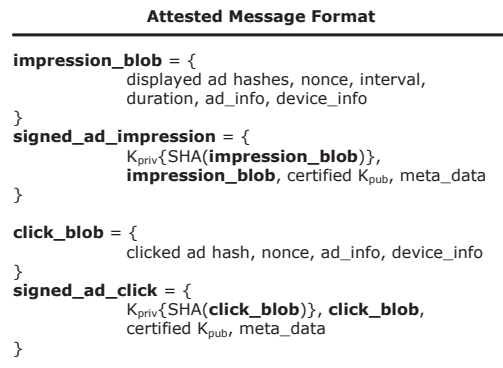 Attested Message Format
impression_blob = {
displayed ad hashes, nonce, interval,
duration, ad_info, device_info
}
signed_ad_impression = {
Kpriv{SHA(impression_blob)},
impression_blob, certified Kpub, meta_data
}
click_blob = {
clicked ad hash, nonce, ad_info, device_info
}
signed_ad_click = {
Kpriv{SHA(click_blob)}, click_blob,
certified Kpub, meta_data
}